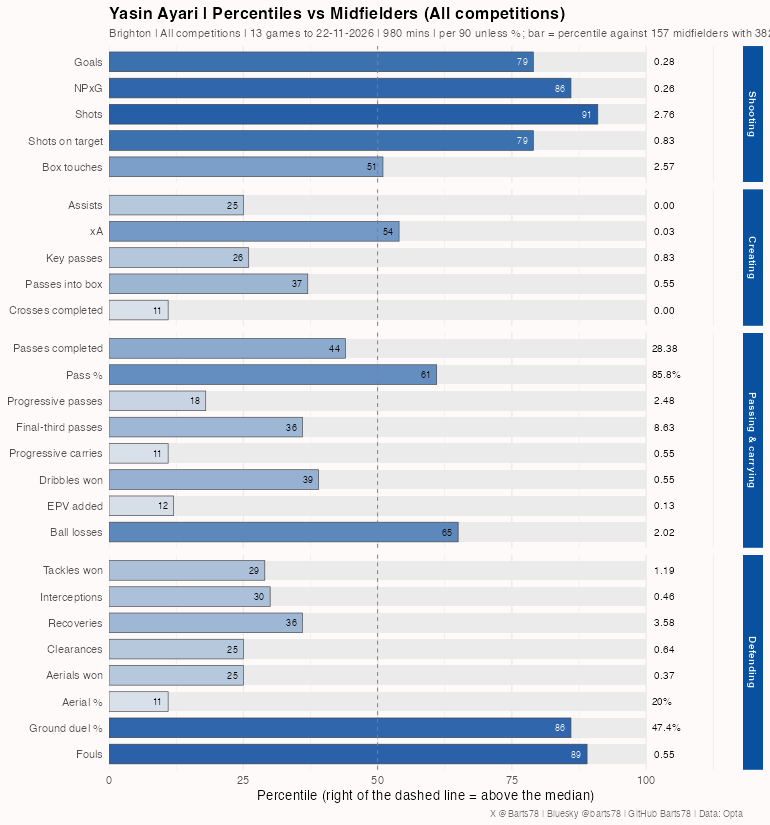 Yasin Ayari | Percentiles vs Midfielders (All competitions)
Brighton | All competitions | 13 games to 22-11-2026 | 980 mins | per 90 unless %; bar = percentile against 157 midfielders with 382
Goals 79 0.28
NPxG 86 0.26
Shots 91 2.76
Shots on target 79 0.83
Box touches 51 2.57
Shooting
Assists 25 0.00
xA 54 0.03
Key passes 26 0.83
Passes into box 37 0.55
Crosses completed 11 0.00
Creating
Passes completed 44 28.38
Pass % 61 85.8%
Progressive passes 18 2.48
Final-third passes 36 8.63
Progressive carries 11 0.55
Dribbles won 39 0.55
EPV added 12 0.13
Ball losses 65 2.02
Passing & carrying
Tackles won 29 1.19
Interceptions 30 0.46
Recoveries 36 3.58
Clearances 25 0.64
Aerials won 25 0.37
Aerial % 11 20%
Ground duel % 86 47.4%
Fouls 89 0.55
Defending
0 25 50 75 100
Percentile (right of the dashed line = above the median)
X @Barts78 | Bluesky @barts78 | GitHub Barts78 | Data: Opta